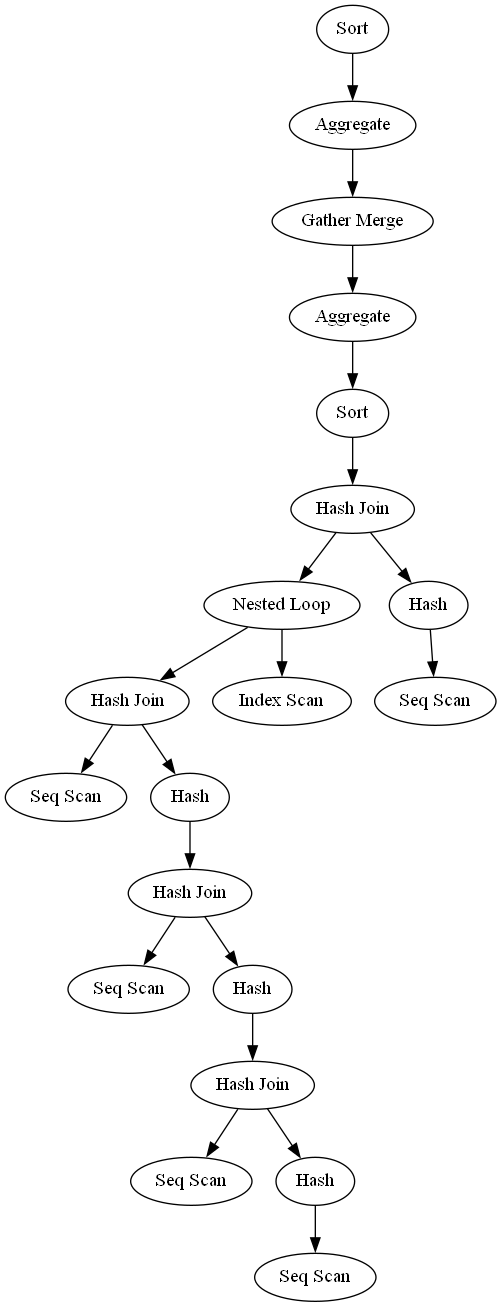 Sort
Aggregate
Gather Merge
Aggregate
Sort
Hash Join
Nested Loop
Hash
Hash Join
Index Scan
Seq Scan
Seq Scan
Hash
Hash Join
Seq Scan
Hash
Hash Join
Seq Scan
Hash
Seq Scan